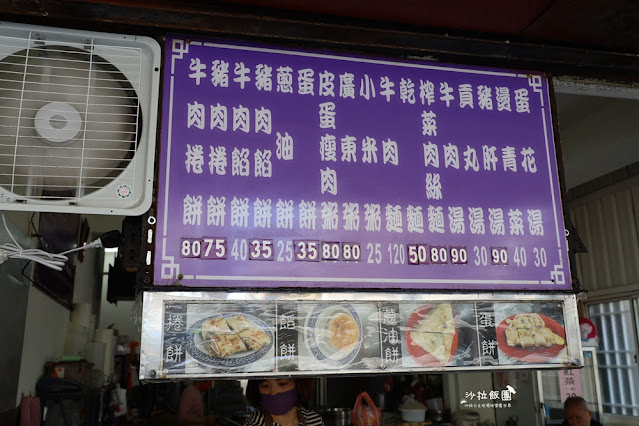 牛肉捲餅 80
豬肉捲餅 75
牛肉餡餅 40
豬肉餡餅 35
蔥油餅 25
蛋餅 35
皮蛋瘦肉粥 80
廣東粥 80
小米粥 25
牛肉麵 120
乾麵 50
榨菜肉絲麵 80
牛肉湯 90
貢丸湯 30
豬肝湯 90
燙青菜 40
蛋花湯 30
捲餅
餡餅
蔥油餅
蛋餅
沙拉飯團